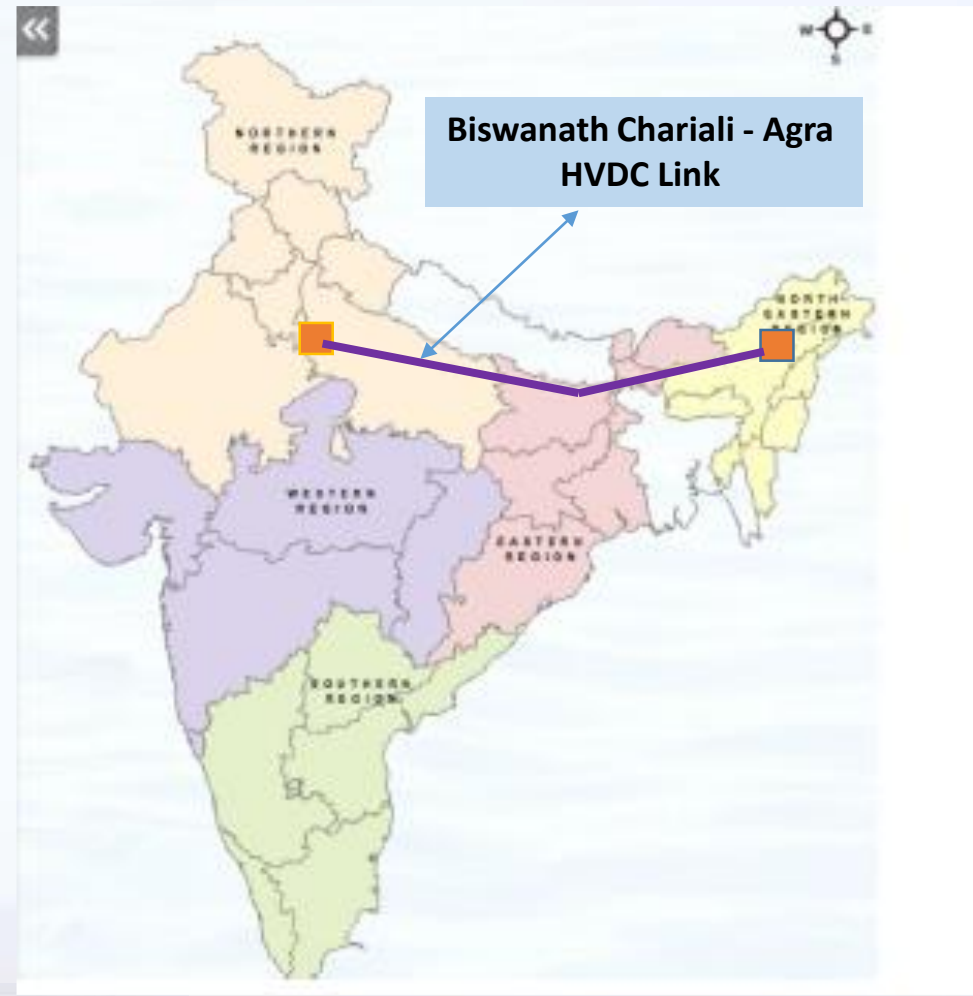 W
S
NORTHERN
REGION
Biswanath Chariali - Agra
HVDC Link
NORTH-
EASTERN
REGION
WESTERN
REGION
EASTERN
REGION
SOUTHERN
REGION